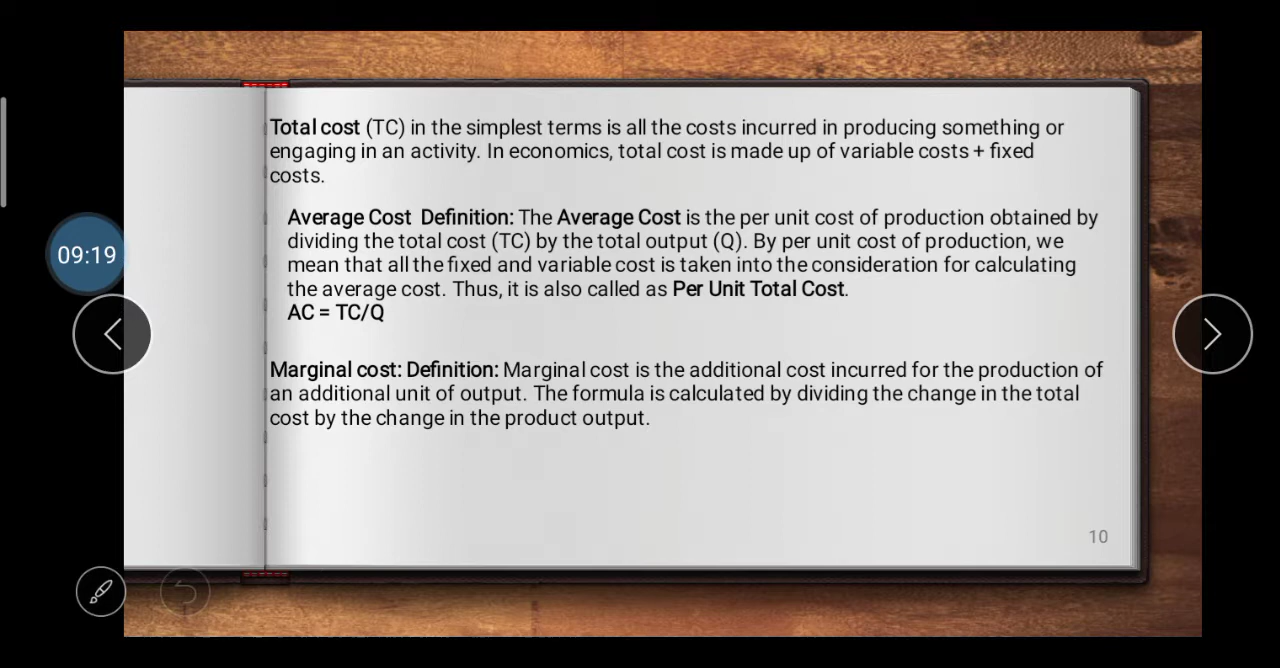 Total cost (TC) in the simplest terms is all the costs incurred in producing something or
engaging in an activity. In economics, total cost is made up of variable costs + fixed
costs.
Average Cost Definition: The Average Cost is the per unit cost of production obtained by
dividing the total cost (TC) by the total output (Q). By per unit cost of production, we
mean that all the fixed and variable cost is taken into the consideration for calculating
the average cost. Thus, it is also called as Per Unit Total Cost.
AC = TC/Q
09:19
Marginal cost: Definition: Marginal cost is the additional cost incurred for the production of
an additional unit of output. The formula is calculated by dividing the change in the total
cost by the change in the product output.
10